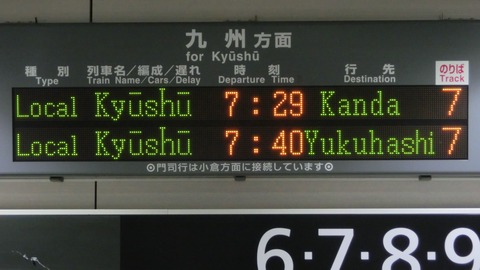 九州方面
for Kyūshū
種別 列車名/編成/遅れ 時刻 行先 のりば
Type Train Name/Cars/Delay Departure Time Destination Track
Local Kyūshū 7:29 Kanda 7
Local Kyūshū 7:40 Yukuhashi 7
◎門司行は小倉方面に接続しています◎
6・7・8・9